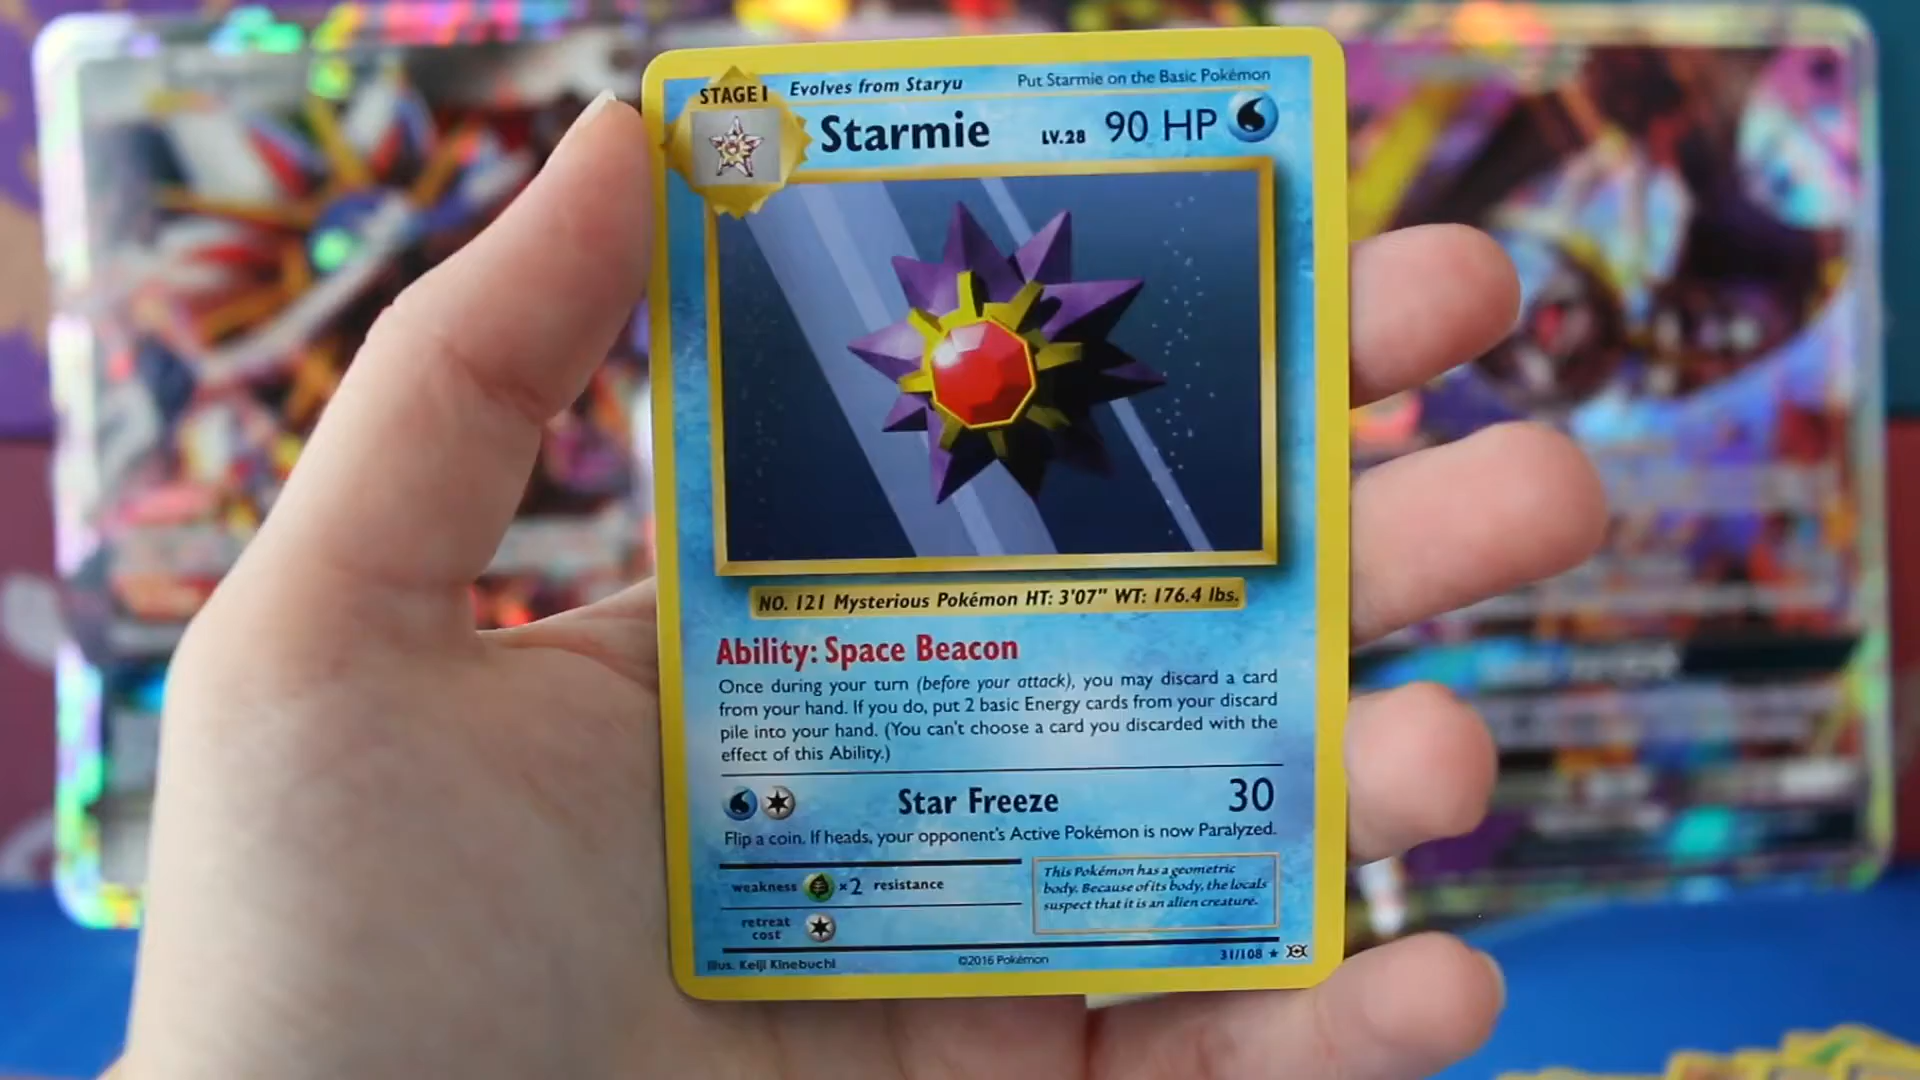 STAGE 1 Evolves from Staryu Put Starmie on the Basic Pokémon
Starmie LV.28 90 HP
NO. 121 Mysterious Pokémon HT: 3'07" WT: 176.4 lbs.
Ability: Space Beacon
Once during your turn (before your attack), you may discard a card
from your hand. If you do, put 2 basic Energy cards from your discard
pile into your hand. (You can't choose a card you discarded with the
effect of this Ability.)
Star Freeze 30
Flip a coin. If heads, your opponent's Active Pokémon is now Paralyzed.
weakness ×2 resistance
retreat
cost
This Pokémon has a geometric
body. Because of its body, the locals
suspect that it is an alien creature.
Illus. Keiji Kinebuchi ©2016 Pokémon 31/108 ★